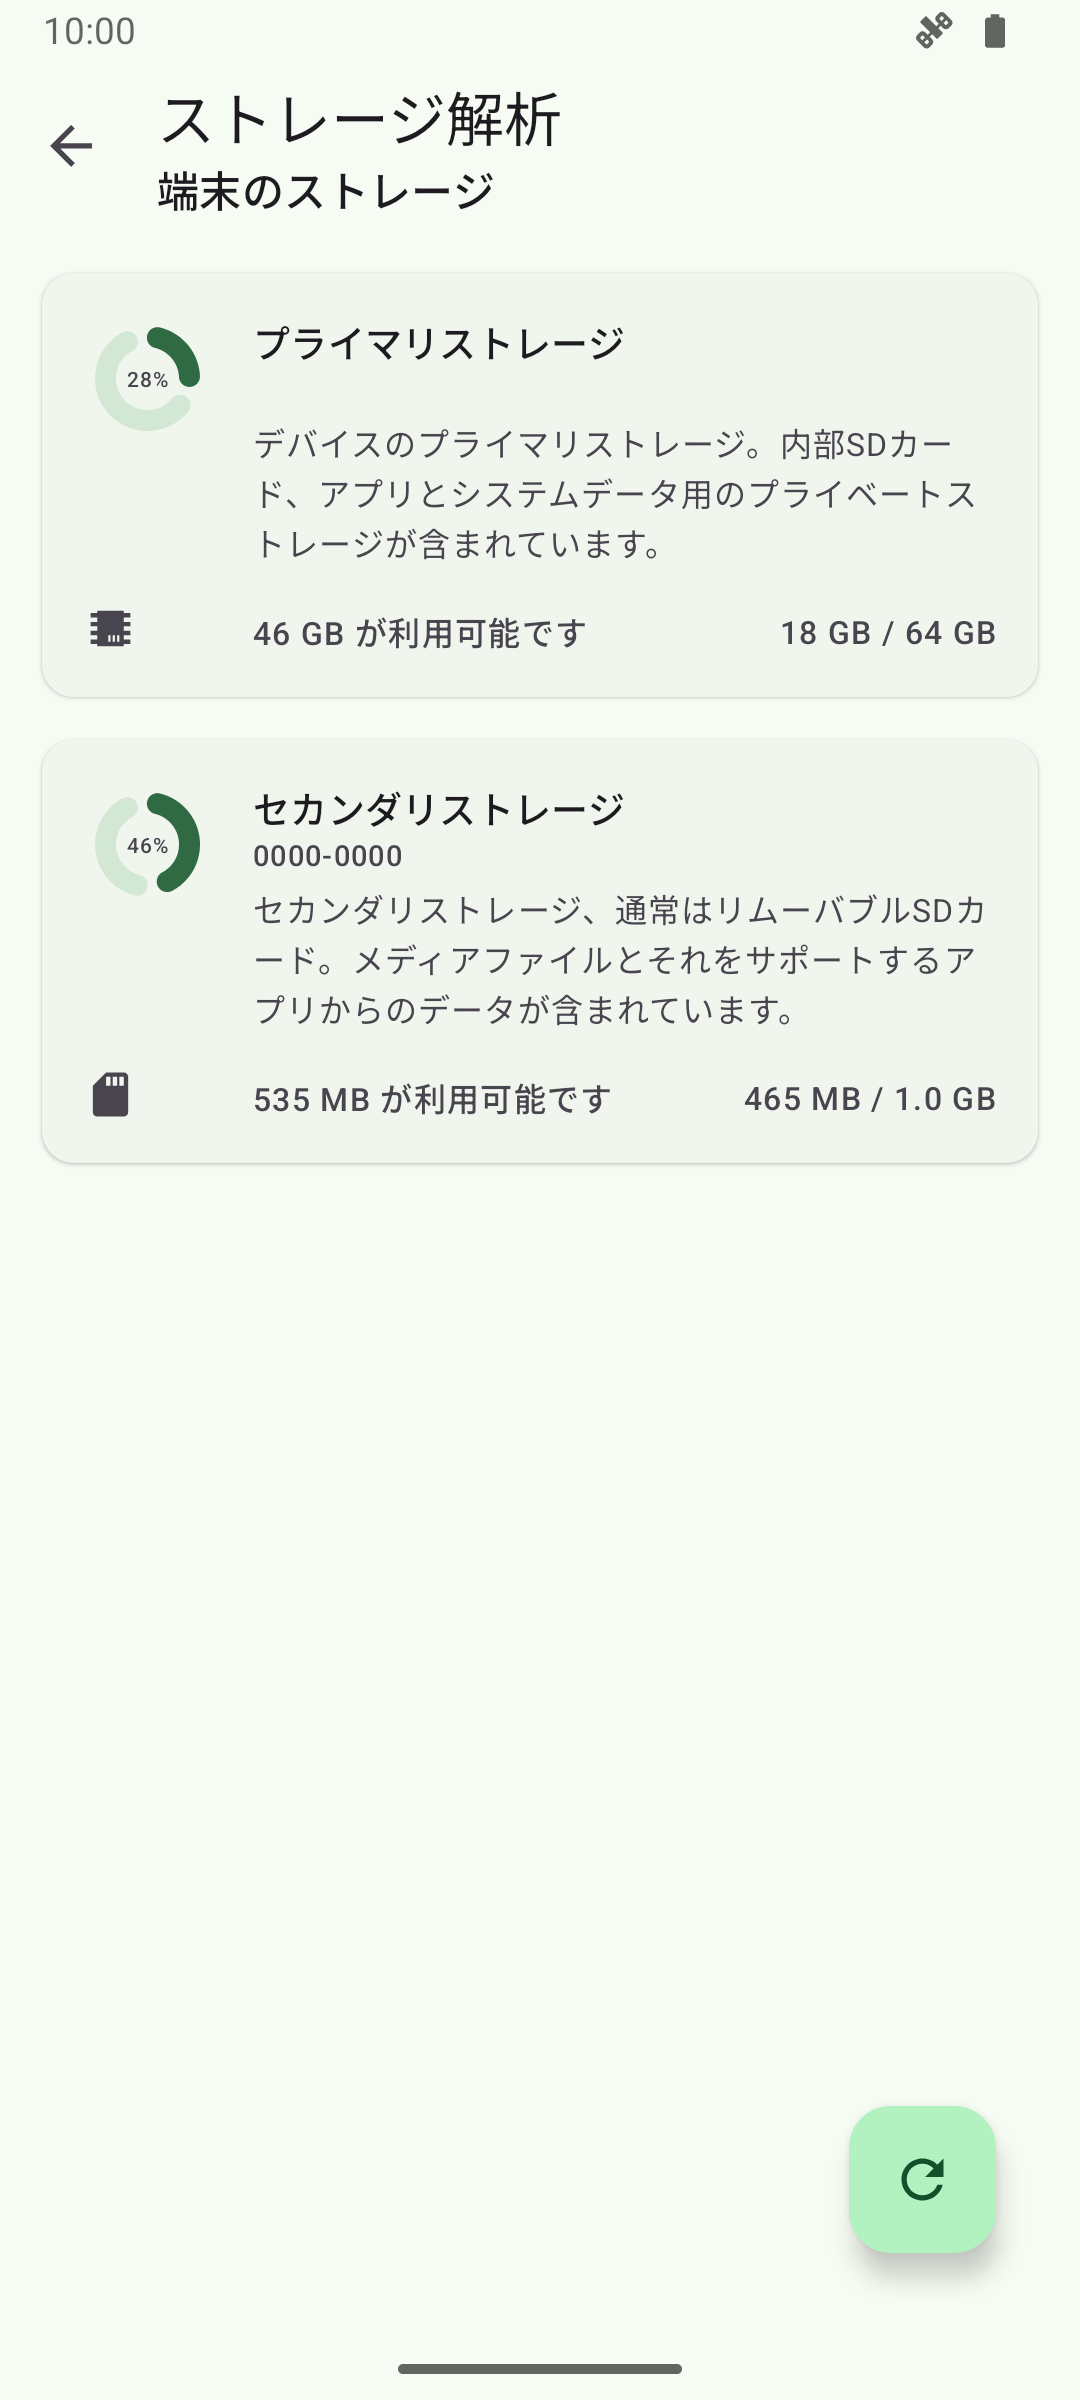 10:00
ストレージ解析
端末のストレージ
28%
プライマリストレージ
デバイスのプライマリストレージ。内部SDカー
ド、アプリとシステムデータ用のプライベートス
トレージが含まれています。
46 GB が利用可能です
18 GB / 64 GB
46%
セカンダリストレージ
0000-0000
セカンダリストレージ、通常はリムーバブルSDカ
ード。メディアファイルとそれをサポートするア
プリからのデータが含まれています。
535 MB が利用可能です
465 MB / 1.0 GB